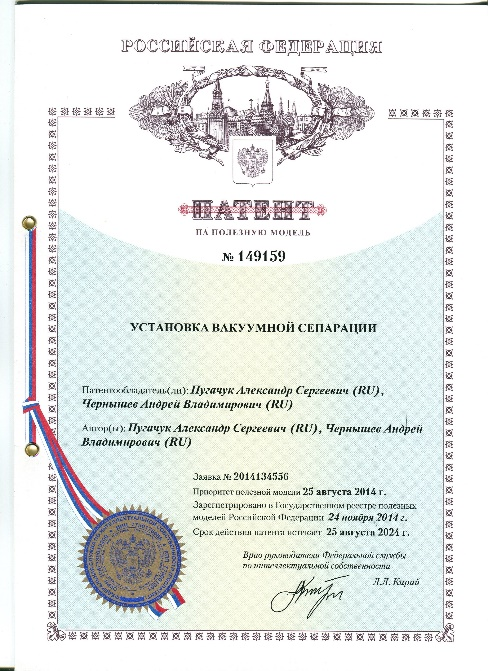 РОССИЙСКАЯ ФЕДЕРАЦИЯ
ПАТЕНТ
НА ПОЛЕЗНУЮ МОДЕЛЬ
№ 149159
УСТАНОВКА ВАКУУМНОЙ СЕПАРАЦИИ
Патентообладатель(ли): Пугачук Александр Сергеевич (RU),
Чернышев Андрей Владимирович (RU)
Автор(ы): Пугачук Александр Сергеевич (RU), Чернышев Андрей
Владимирович (RU)
Заявка № 2014134556
Приоритет полезной модели 25 августа 2014 г.
Зарегистрировано в Государственном реестре полезных
моделей Российской Федерации 24 ноября 2014 г.
Срок действия патента истекает 25 августа 2024 г.
Врио руководителя Федеральной службы
по интеллектуальной собственности
Л.Л. Кирий